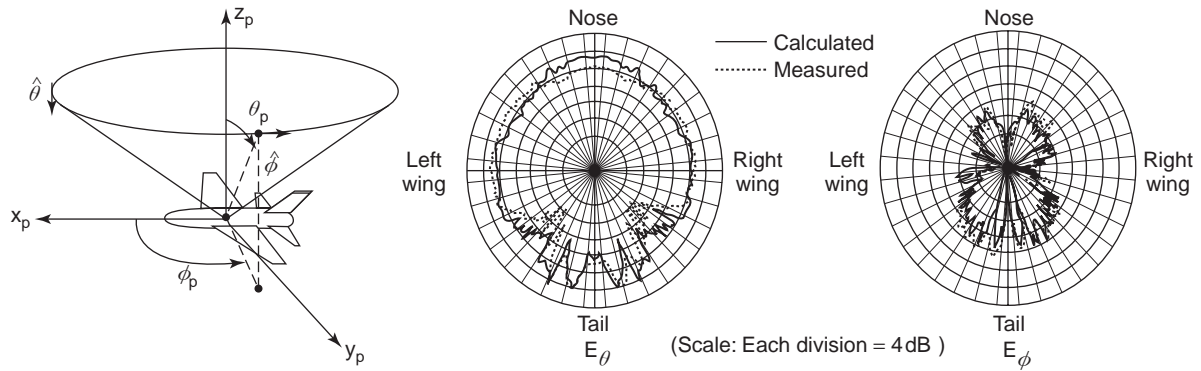 z_p
θ̂
θ_p
φ̂
x_p
φ_p
y_p
Nose
Left wing
Right wing
Tail
E_θ
Calculated
Measured
Nose
Left wing
Right wing
Tail
E_φ
(Scale: Each division = 4 dB )